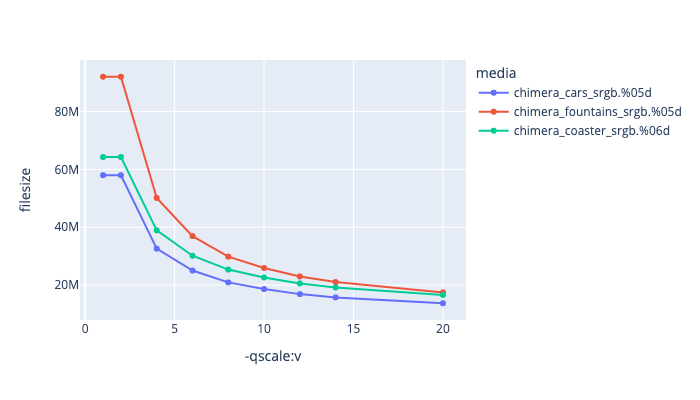 media
chimera_cars_srgb.%05d
chimera_fountains_srgb.%05d
chimera_coaster_srgb.%06d
80M
60M
40M
20M
filesize
0 5 10 15 20
-qscale:v